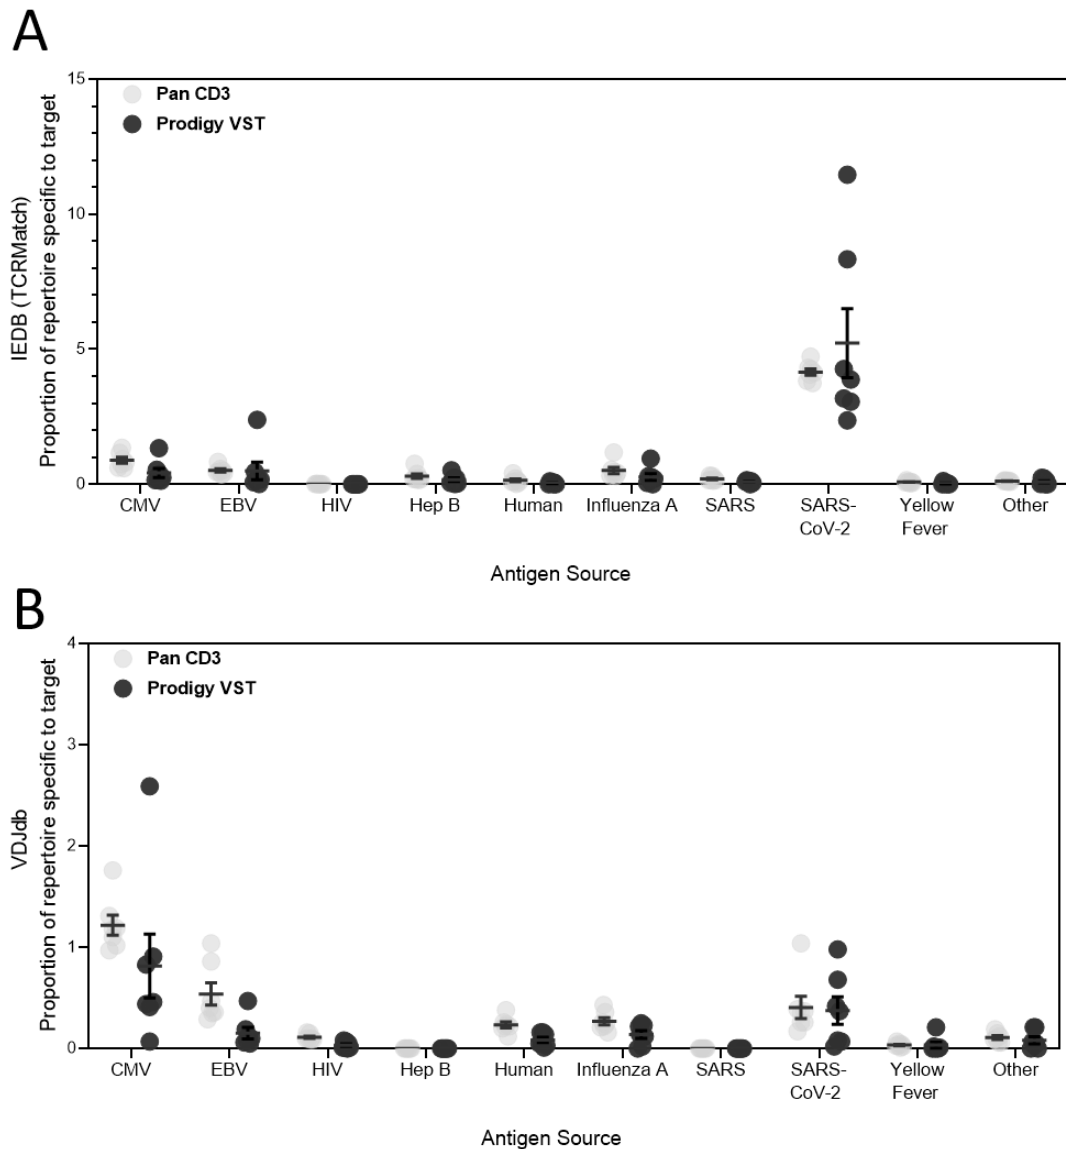 A
IEDB (TCRMatch)
Proportion of repertoire specific to target
15
10
5
0
Pan CD3
Prodigy VST
CMV
EBV
HIV
Hep B
Human
Influenza A
SARS
SARS-
CoV-2
Yellow
Fever
Other
Antigen Source
B
VDJdb
Proportion of repertoire specific to target
4
3
2
1
0
Pan CD3
Prodigy VST
CMV
EBV
HIV
Hep B
Human
Influenza A
SARS
SARS-
CoV-2
Yellow
Fever
Other
Antigen Source